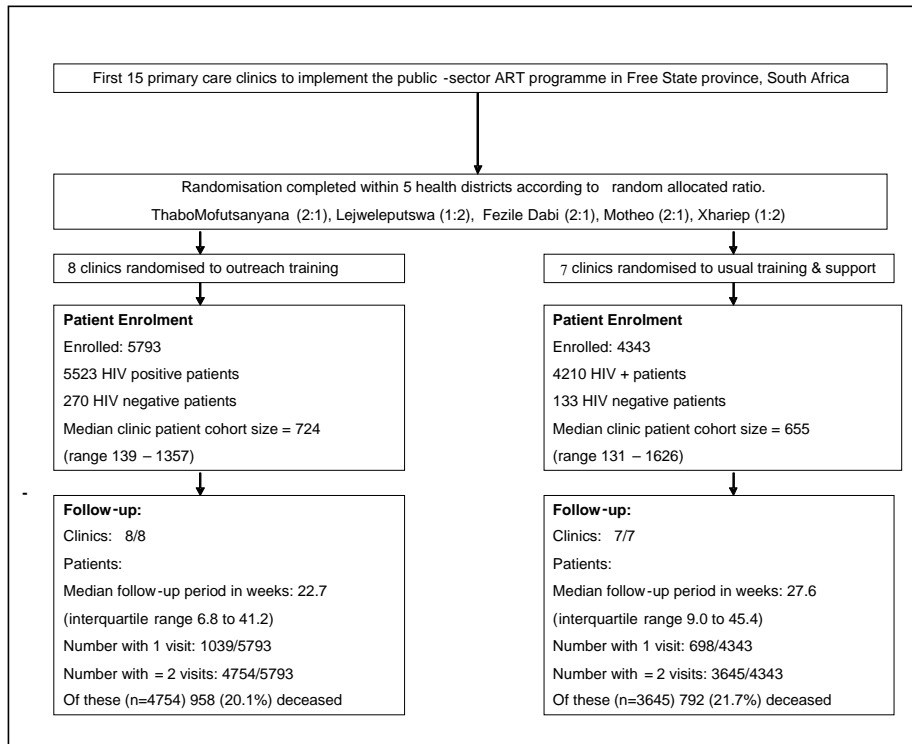 First 15 primary care clinics to implement the public -sector ART programme in Free State province, South Africa
Randomisation completed within 5 health districts according to random allocated ratio.
ThaboMofutsanyana (2:1), Lejweleputswa (1:2), Fezile Dabi (2:1), Motheo (2:1), Xhariep (1:2)
8 clinics randomised to outreach training
Patient Enrolment
Enrolled: 5793
5523 HIV positive patients
270 HIV negative patients
Median clinic patient cohort size = 724
(range 139 – 1357)
Follow-up:
Clinics: 8/8
Patients:
Median follow-up period in weeks: 22.7
(interquartile range 6.8 to 41.2)
Number with 1 visit: 1039/5793
Number with = 2 visits: 4754/5793
Of these (n=4754) 958 (20.1%) deceased
7 clinics randomised to usual training & support
Patient Enrolment
Enrolled: 4343
4210 HIV + patients
133 HIV negative patients
Median clinic patient cohort size = 655
(range 131 – 1626)
Follow-up:
Clinics: 7/7
Patients:
Median follow-up period in weeks: 27.6
(interquartile range 9.0 to 45.4)
Number with 1 visit: 698/4343
Number with = 2 visits: 3645/4343
Of these (n=3645) 792 (21.7%) deceased
-